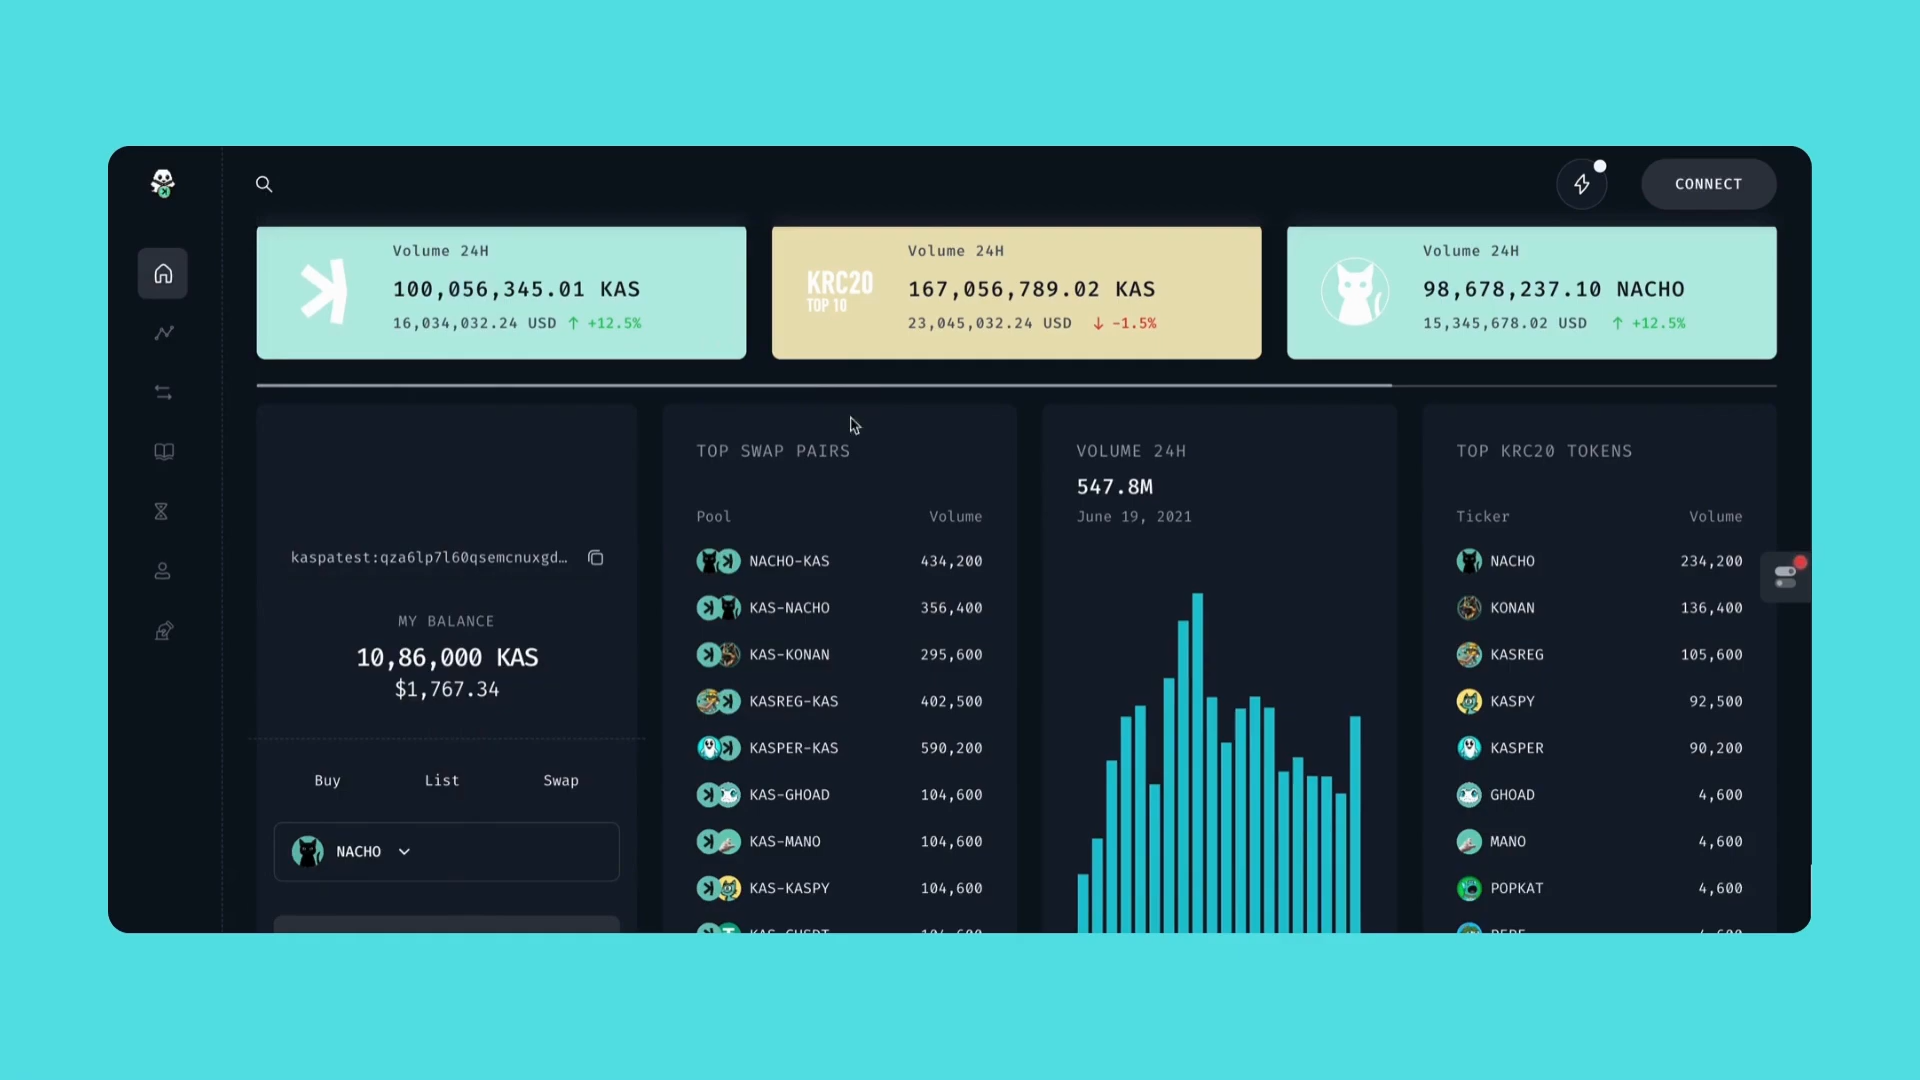 CONNECT
Volume 24H
100,056,345.01 KAS
16,034,032.24 USD ↑ +12.5%
KRC20
TOP 10
Volume 24H
167,056,789.02 KAS
23,045,032.24 USD ↓ -1.5%
Volume 24H
98,678,237.10 NACHO
15,345,678.02 USD ↑ +12.5%
kaspatest:qza6lp7l60qsemcnuxgd…
MY BALANCE
10,86,000 KAS
$1,767.34
Buy List Swap
NACHO
TOP SWAP PAIRS
Pool Volume
NACHO-KAS 434,200
KAS-NACHO 356,400
KAS-KONAN 295,600
KASREG-KAS 402,500
KASPER-KAS 590,200
KAS-GHOAD 104,600
KAS-MANO 104,600
KAS-KASPY 104,600
VOLUME 24H
547.8M
June 19, 2021
TOP KRC20 TOKENS
Ticker Volume
NACHO 234,200
KONAN 136,400
KASREG 105,600
KASPY 92,500
KASPER 90,200
GHOAD 4,600
MANO 4,600
POPKAT 4,600